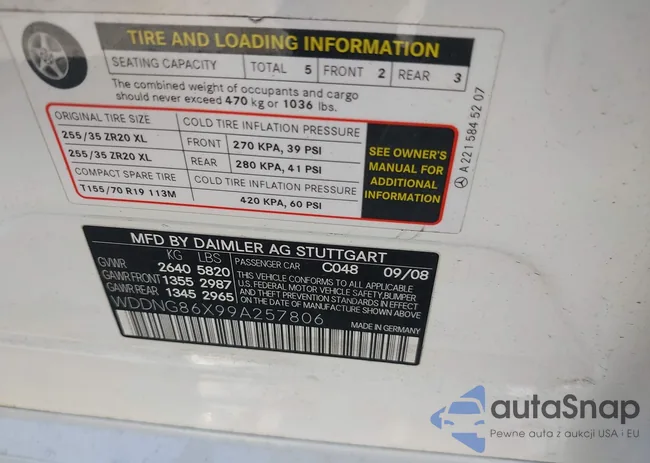 TIRE AND LOADING INFORMATION
SEATING CAPACITY TOTAL 5 FRONT 2 REAR 3
The combined weight of occupants and cargo
should never exceed 470 kg or 1036 lbs.
ORIGINAL TIRE SIZE COLD TIRE INFLATION PRESSURE
255/35 ZR20 XL FRONT 270 KPA, 39 PSI
255/35 ZR20 XL REAR 280 KPA, 41 PSI
COMPACT SPARE TIRE COLD TIRE INFLATION PRESSURE
T155/70 R19 113M 420 KPA, 60 PSI
SEE OWNER'S
MANUAL FOR
ADDITIONAL
INFORMATION
A 221 584 52 07
MFD BY DAIMLER AG STUTTGART
KG LBS PASSENGER CAR C048 09/08
GVWR 2640 5820
GAWR FRONT 1355 2987
GAWR REAR 1345 2965
THIS VEHICLE CONFORMS TO ALL APPLICABLE
U.S. FEDERAL MOTOR VEHICLE SAFETY, BUMPER
AND THEFT PREVENTION STANDARDS IN EFFECT
ON THE DATE OF MANUFACTURE SHOWN ABOVE.
WDDNG86X99A257806
MADE IN GERMANY
autoSnap
Pewne auta z aukcji USA i EU